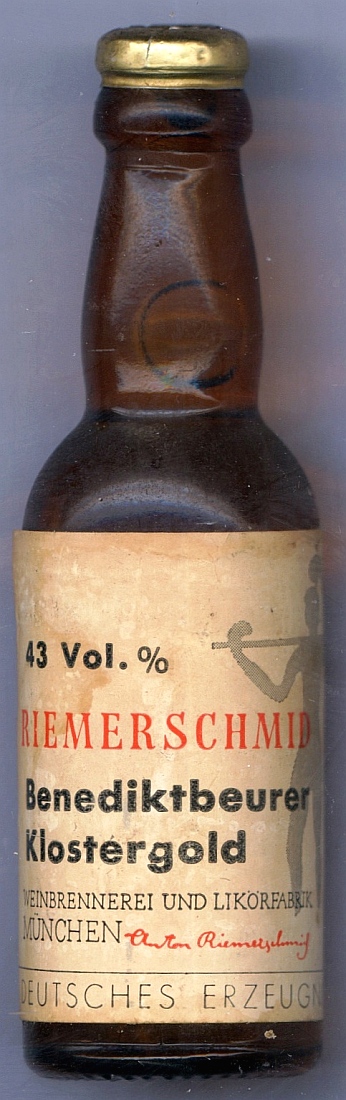 43 Vol. %
RIEMERSCHMID
Benediktbeurer
Klostergold
WEINBRENNEREI UND LIKÖRFABRIK
MÜNCHEN Anton Riemerschmid
DEUTSCHES ERZEUGN